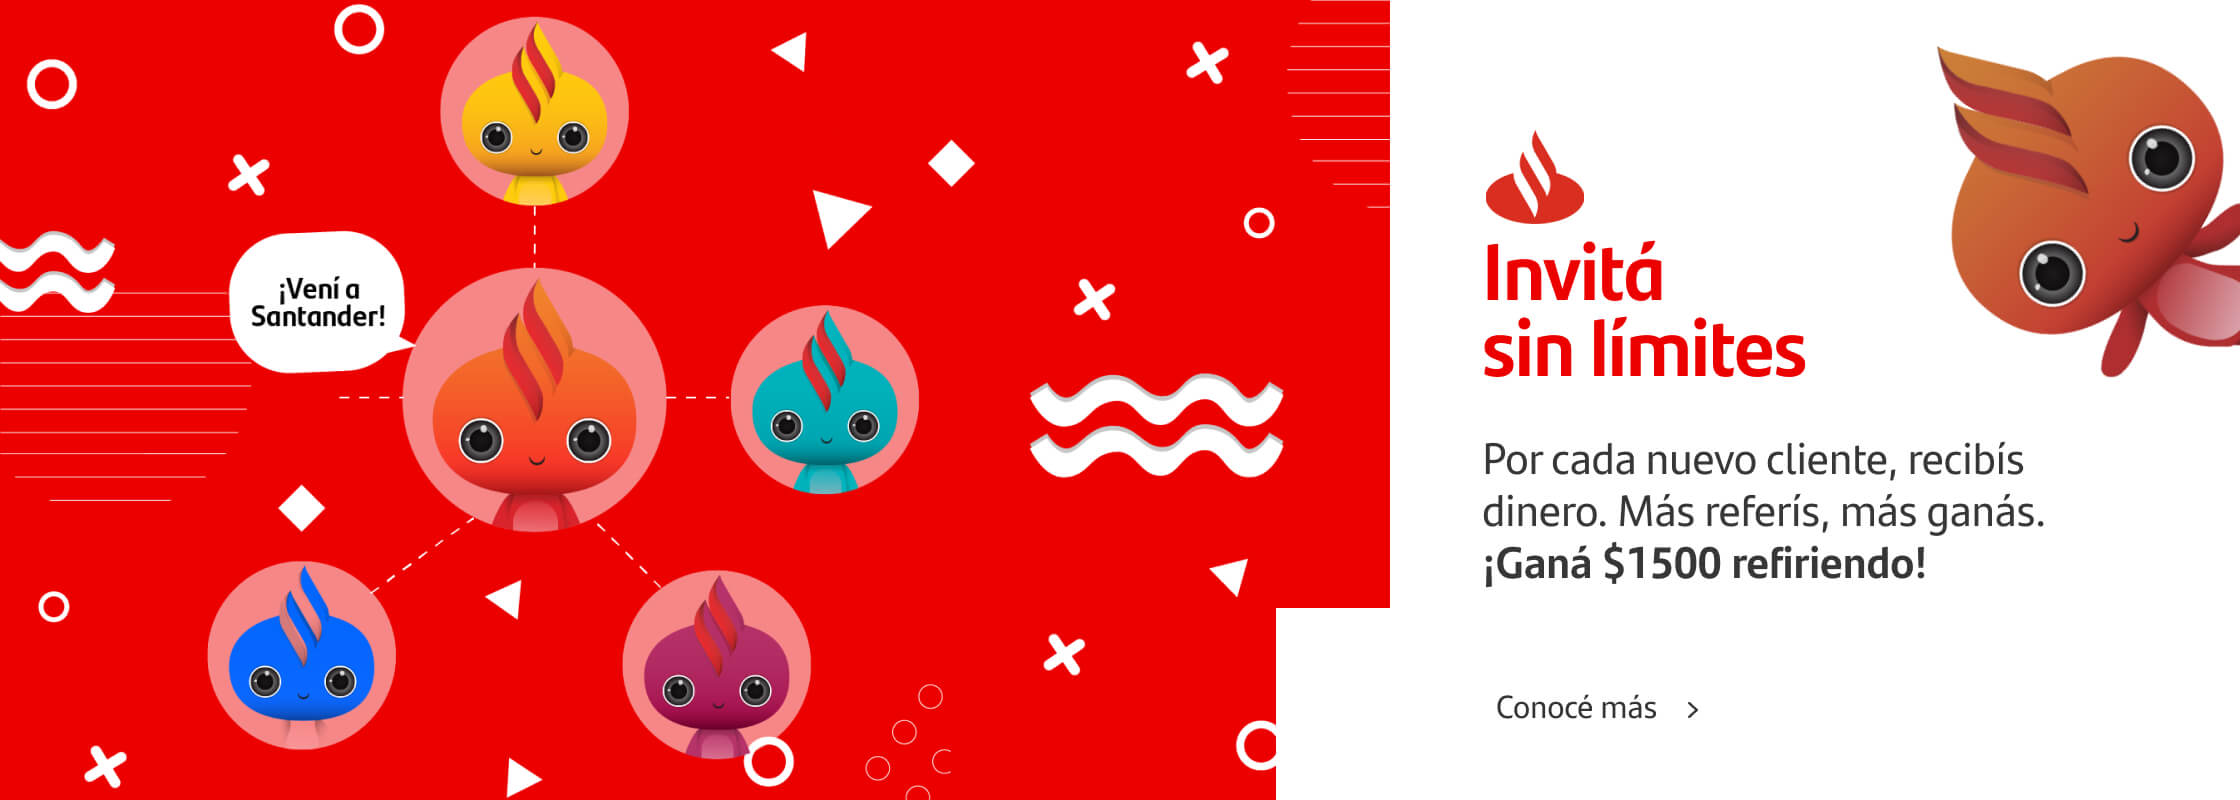 ¡Vení a
Santander!
Invitá
sin límites
Por cada nuevo cliente, recibís
dinero. Más referís, más ganás.
¡Ganá $1500 refiriendo!
Conocé más